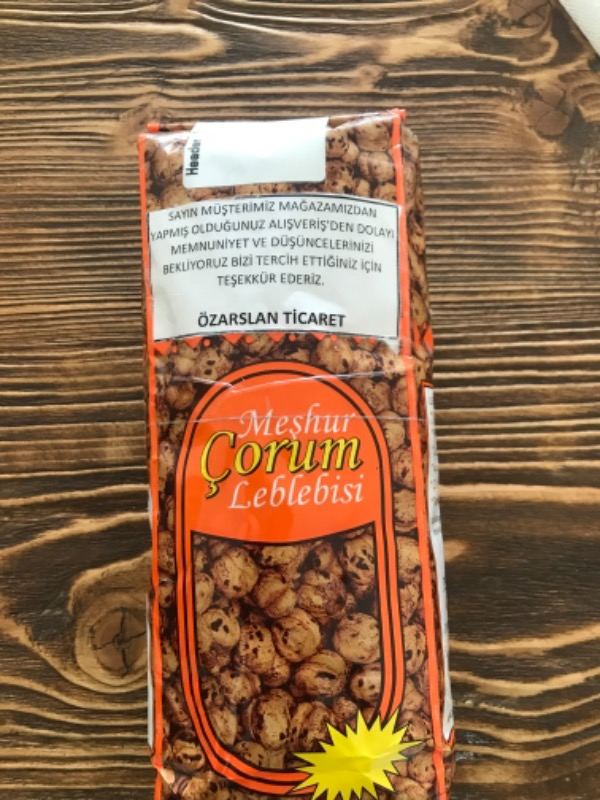 SAYIN MÜŞTERİMİZ MAĞAZAMIZDAN
YAPMIŞ OLDUĞUNUZ ALIŞVERİŞ'DEN DOLAYI
MEMNUNİYET VE DÜŞÜNCELERİNİZİ
BEKLİYORUZ BİZİ TERCİH ETTİĞİNİZ İÇİN
TEŞEKKÜR EDERİZ.
ÖZARSLAN TİCARET
Meşhur
Çorum
Leblebisi